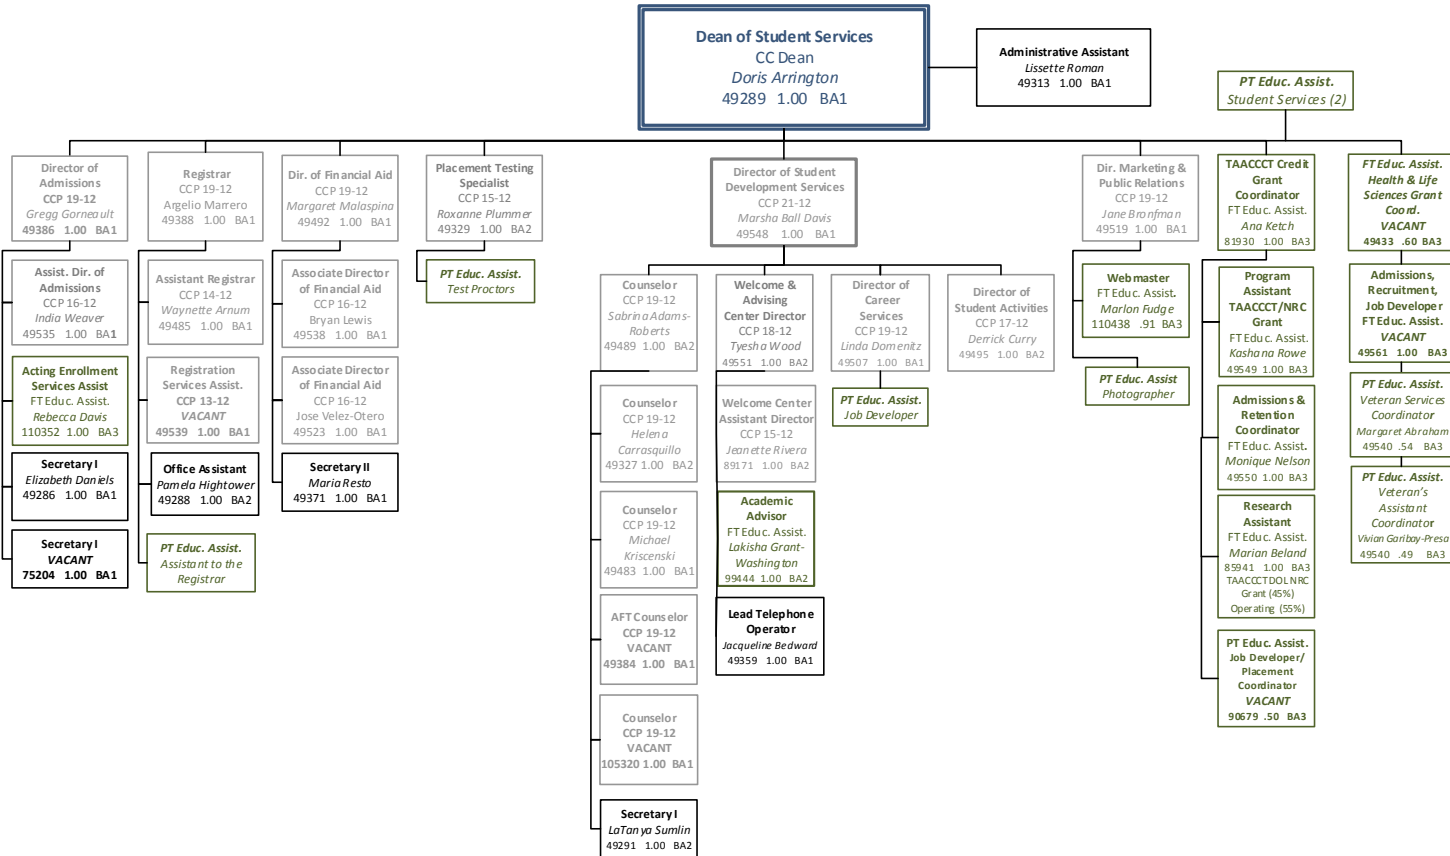 Dean of Student Services
CC Dean
Doris Arrington
49289 1.00 BA1
Administrative Assistant
Lissette Roman
49313 1.00 BA1
PT Educ. Assist.
Student Services (2)
Director of
Admissions
CCP 19-12
Gregg Gorneault
49386 1.00 BA1
Assist. Dir. of
Admissions
CCP 16-12
India Weaver
49535 1.00 BA1
Acting Enrollment
Services Assist
FT Educ. Assist.
Rebecca Davis
110352 1.00 BA3
Secretary I
Elizabeth Daniels
49286 1.00 BA1
Secretary I
VACANT
75204 1.00 BA1
Registrar
CCP 19-12
Argelio Marrero
49388 1.00 BA1
Assistant Registrar
CCP 14-12
Waynette Arnum
49485 1.00 BA1
Registration
Services Assist.
CCP 13-12
VACANT
49539 1.00 BA1
Office Assistant
Pamela Hightower
49288 1.00 BA2
PT Educ. Assist.
Assistant to the
Registrar
Dir. of Financial Aid
CCP 19-12
Margaret Malaspina
49492 1.00 BA1
Associate Director
of Financial Aid
CCP 16-12
Bryan Lewis
49538 1.00 BA1
Associate Director
of Financial Aid
CCP 16-12
Jose Velez-Otero
49523 1.00 BA1
Secretary II
Maria Resto
49371 1.00 BA1
Placement Testing
Specialist
CCP 15-12
Roxanne Plummer
49329 1.00 BA2
PT Educ. Assist.
Test Proctors
Director of Student
Development Services
CCP 21-12
Marsha Ball Davis
49548 1.00 BA1
Counselor
CCP 19-12
Sabrina Adams-
Roberts
49489 1.00 BA2
Counselor
CCP 19-12
Helena
Carrasquillo
49327 1.00 BA2
Counselor
CCP 19-12
Michael
Kriscenski
49483 1.00 BA1
AFT Counselor
CCP 19-12
VACANT
49384 1.00 BA1
Counselor
CCP 19-12
VACANT
105320 1.00 BA1
Secretary I
LaTanya Sumlin
49291 1.00 BA2
Welcome &
Advising
Center Director
CCP 18-12
Tyesha Wood
49551 1.00 BA2
Welcome Center
Assistant Director
CCP 15-12
Jeanette Rivera
89171 1.00 BA2
Academic
Advisor
FT Educ. Assist.
Lakisha Grant-
Washington
99444 1.00 BA2
Lead Telephone
Operator
Jacqueline Bedward
49359 1.00 BA1
Director of
Career
Services
CCP 19-12
Linda Domenitz
49507 1.00 BA1
PT Educ. Assist.
Job Developer
Director of
Student Activities
CCP 17-12
Derrick Curry
49495 1.00 BA2
Dir. Marketing &
Public Relations
CCP 19-12
Jane Bronfman
49519 1.00 BA1
Webmaster
FT Educ. Assist.
Marlon Fudge
110438 .91 BA3
PT Educ. Assist
Photographer
TAACCCT Credit
Grant
Coordinator
FT Educ. Assist.
Ana Ketch
81930 1.00 BA3
Program
Assistant
TAACCCT/NRC
Grant
FT Educ. Assist.
Kashana Rowe
49549 1.00 BA3
Admissions &
Retention
Coordinator
FT Educ. Assist.
Monique Nelson
49550 1.00 BA3
Research
Assistant
FT Educ. Assist.
Marian Beland
85941 1.00 BA3
TAACCCTDOL NRC
Grant (45%)
Operating (55%)
PT Educ. Assist.
Job Developer/
Placement
Coordinator
VACANT
90679 .50 BA3
FT Educ. Assist.
Health & Life
Sciences Grant
Coord.
VACANT
49433 .60 BA3
Admissions,
Recruitment,
Job Developer
FT Educ. Assist.
VACANT
49561 1.00 BA3
PT Educ. Assist.
Veteran Services
Coordinator
Margaret Abraham
49540 .54 BA3
PT Educ. Assist.
Veteran's
Assistant
Coordinator
Vivian Garibay-Presa
49540 .49 BA3